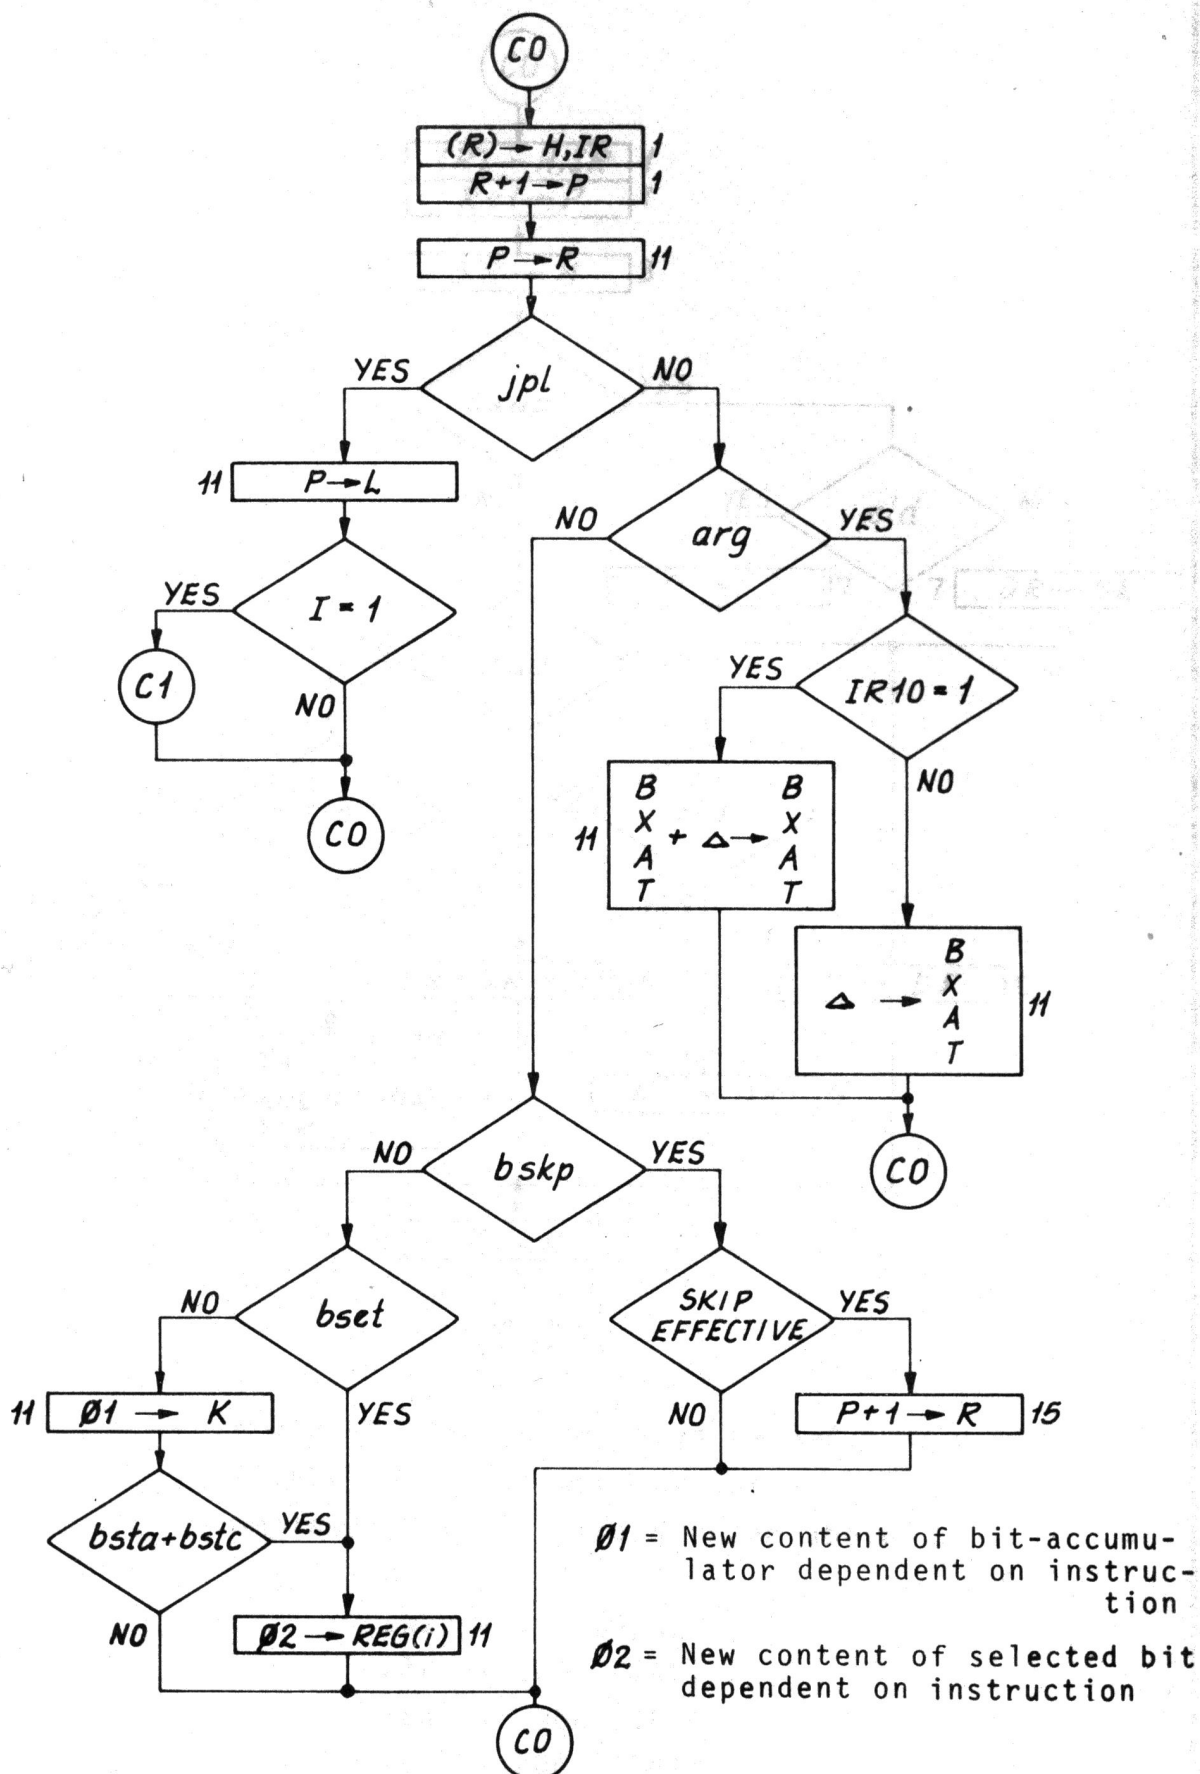 CO
(R) → H, IR 1
R+1 → P 1
P → R 11
jpl
YES
NO
11 P → L
arg
NO
YES
I = 1
YES
NO
C1
CO
IR10 = 1
YES
NO
11
B
X
A
T
+ Δ →
B
X
A
T
Δ →
B
X
A
T
11
CO
bskp
NO
YES
bset
NO
YES
SKIP
EFFECTIVE
YES
NO
11 Ø1 → K
P+1 → R 15
bsta+bstc
YES
NO
Ø2 → REG(i) 11
CO
Ø1 = New content of bit-accumu-
lator dependent on instruc-
tion
Ø2 = New content of selected bit
dependent on instruction